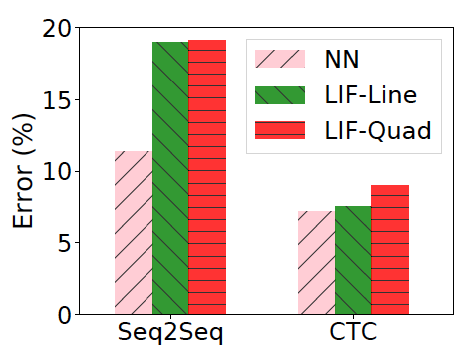 Error (%)
20
15
10
5
0
NN
LIF-Line
LIF-Quad
Seq2Seq
CTC